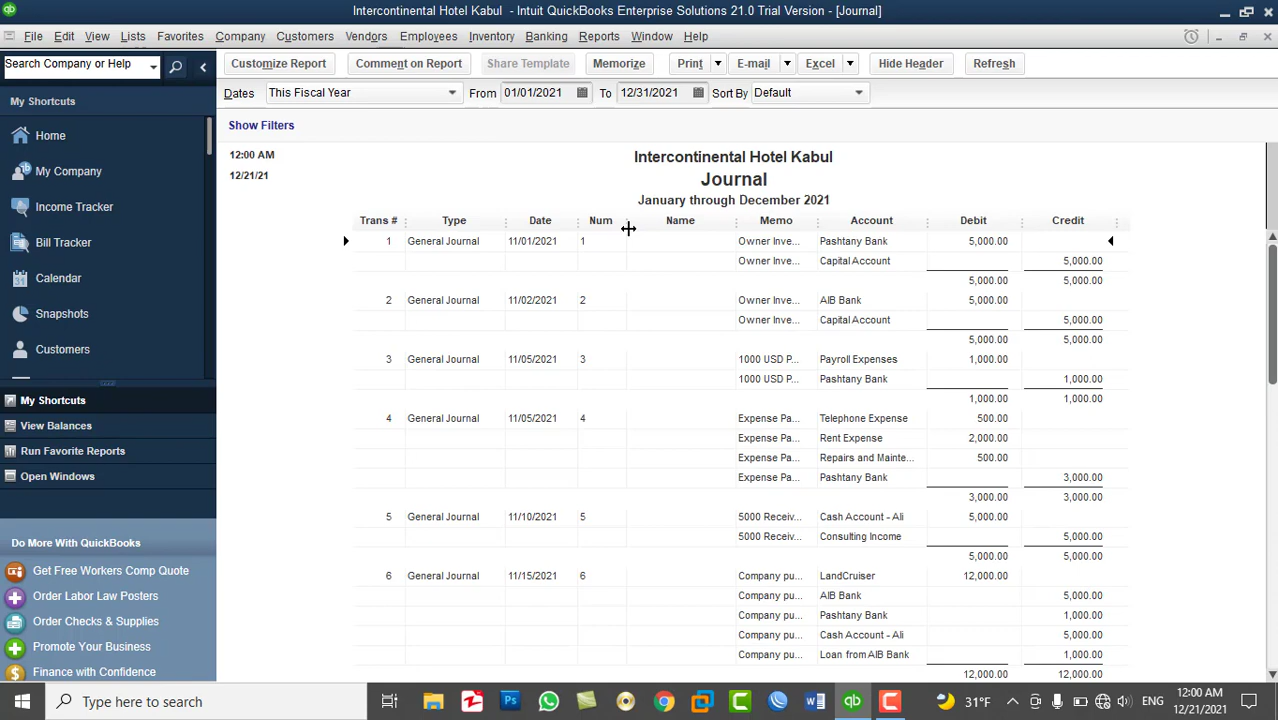 Intercontinental Hotel Kabul - Intuit QuickBooks Enterprise Solutions 21.0 Trial Version - [Journal]
File Edit View Lists Favorites Company Customers Vendors Employees Inventory Banking Reports Window Help
Search Company or Help
Customize Report Comment on Report Share Template Memorize Print E-mail Excel Hide Header Refresh
Dates This Fiscal Year From 01/01/2021 To 12/31/2021 Sort By Default
Show Filters
My Shortcuts
Home
My Company
Income Tracker
Bill Tracker
Calendar
Snapshots
Customers
My Shortcuts
View Balances
Run Favorite Reports
Open Windows
Do More With QuickBooks
Get Free Workers Comp Quote
Order Labor Law Posters
Order Checks & Supplies
Promote Your Business
Finance with Confidence
12:00 AM
12/21/21
Intercontinental Hotel Kabul
Journal
January through December 2021
Trans # Type Date Num Name Memo Account Debit Credit
1 General Journal 11/01/2021 1 Owner Inve... Pashtany Bank 5,000.00
Owner Inve... Capital Account 5,000.00
5,000.00 5,000.00
2 General Journal 11/02/2021 2 Owner Inve... AIB Bank 5,000.00
Owner Inve... Capital Account 5,000.00
5,000.00 5,000.00
3 General Journal 11/05/2021 3 1000 USD P... Payroll Expenses 1,000.00
1000 USD P... Pashtany Bank 1,000.00
1,000.00 1,000.00
4 General Journal 11/05/2021 4 Expense Pa... Telephone Expense 500.00
Expense Pa... Rent Expense 2,000.00
Expense Pa... Repairs and Mainte... 500.00
Expense Pa... Pashtany Bank 3,000.00
3,000.00 3,000.00
5 General Journal 11/10/2021 5 5000 Receiv... Cash Account - Ali 5,000.00
5000 Receiv... Consulting Income 5,000.00
5,000.00 5,000.00
6 General Journal 11/15/2021 6 Company pu... LandCruiser 12,000.00
Company pu... AIB Bank 5,000.00
Company pu... Pashtany Bank 1,000.00
Company pu... Cash Account - Ali 5,000.00
Company pu... Loan from AIB Bank 1,000.00
12,000.00 12,000.00
Type here to search
31°F
ENG
12:00 AM
12/21/2021